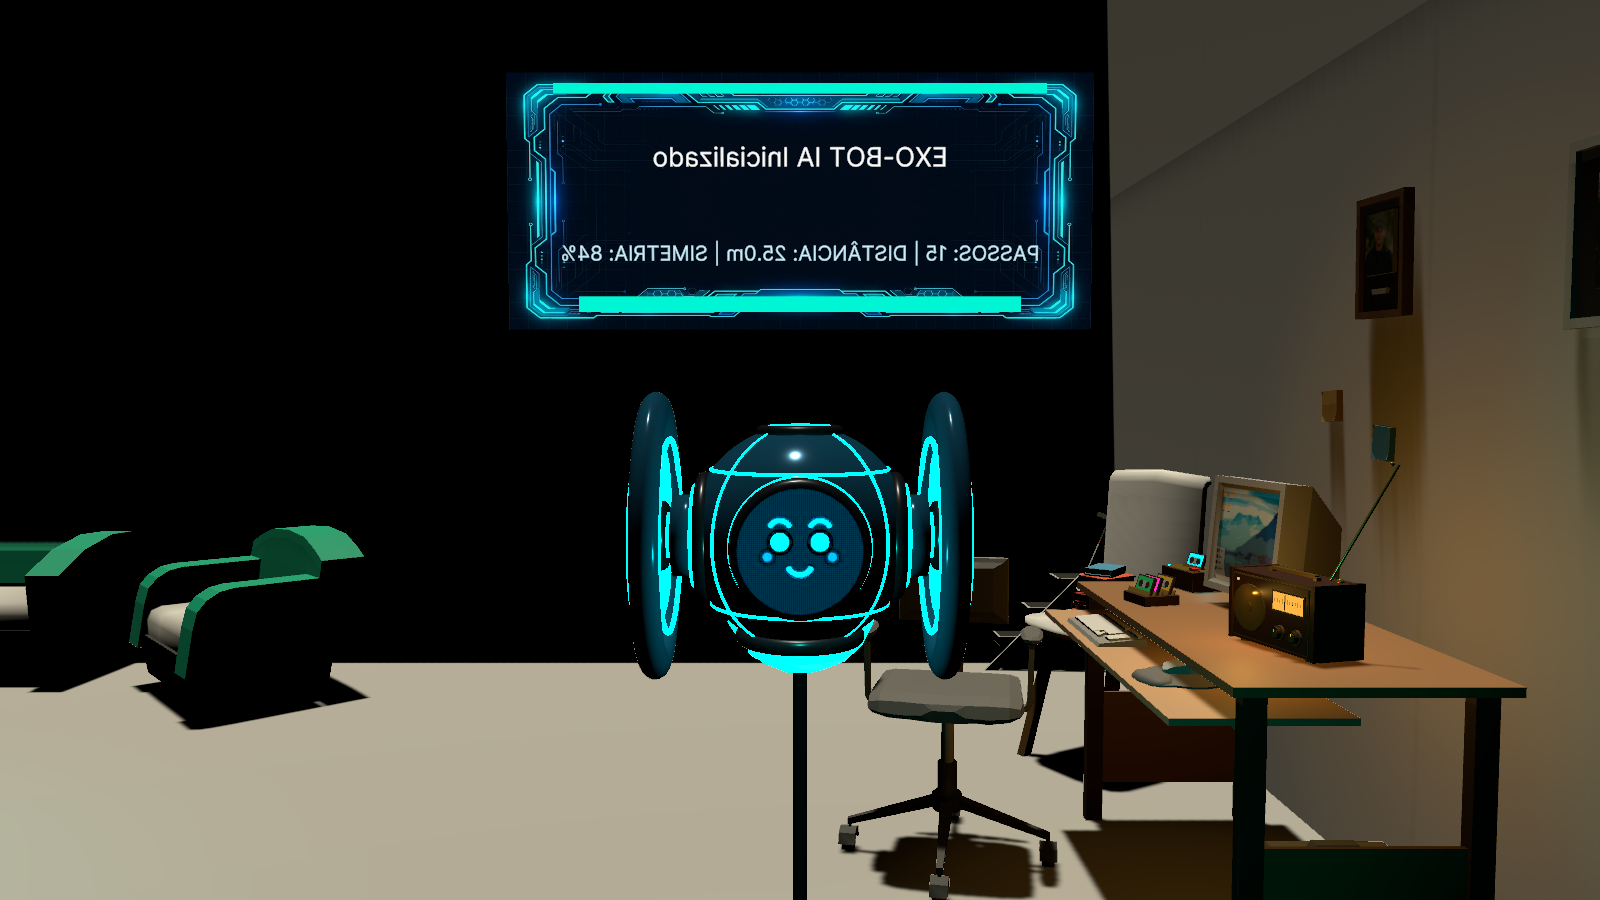 EXO-BOT IA Inicializado
PASSOS: 15 | DISTÂNCIA: 25.0m | SIMETRIA: 84%